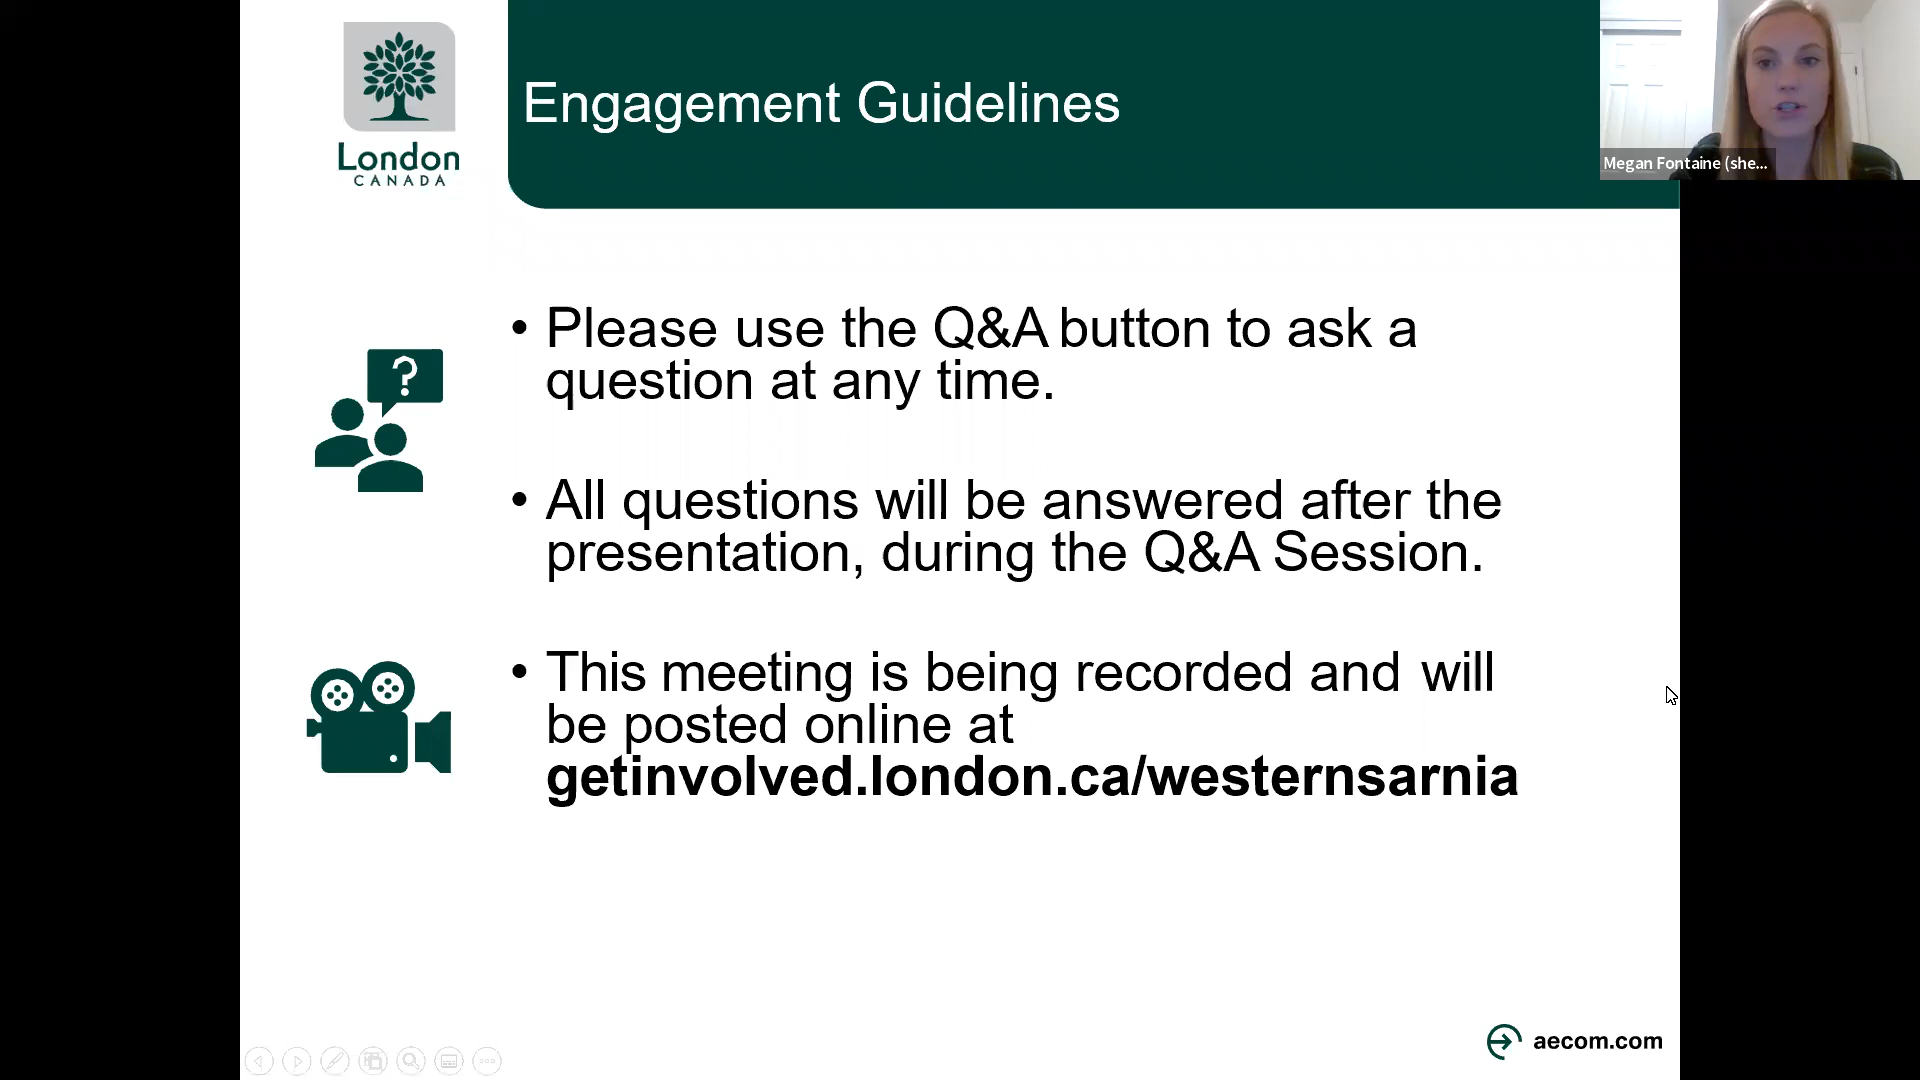 London
CANADA
Engagement Guidelines
Megan Fontaine (she...
?
• Please use the Q&A button to ask a
question at any time.
• All questions will be answered after the
presentation, during the Q&A Session.
• This meeting is being recorded and will
be posted online at
getinvolved.london.ca/westernsarnia
aecom.com